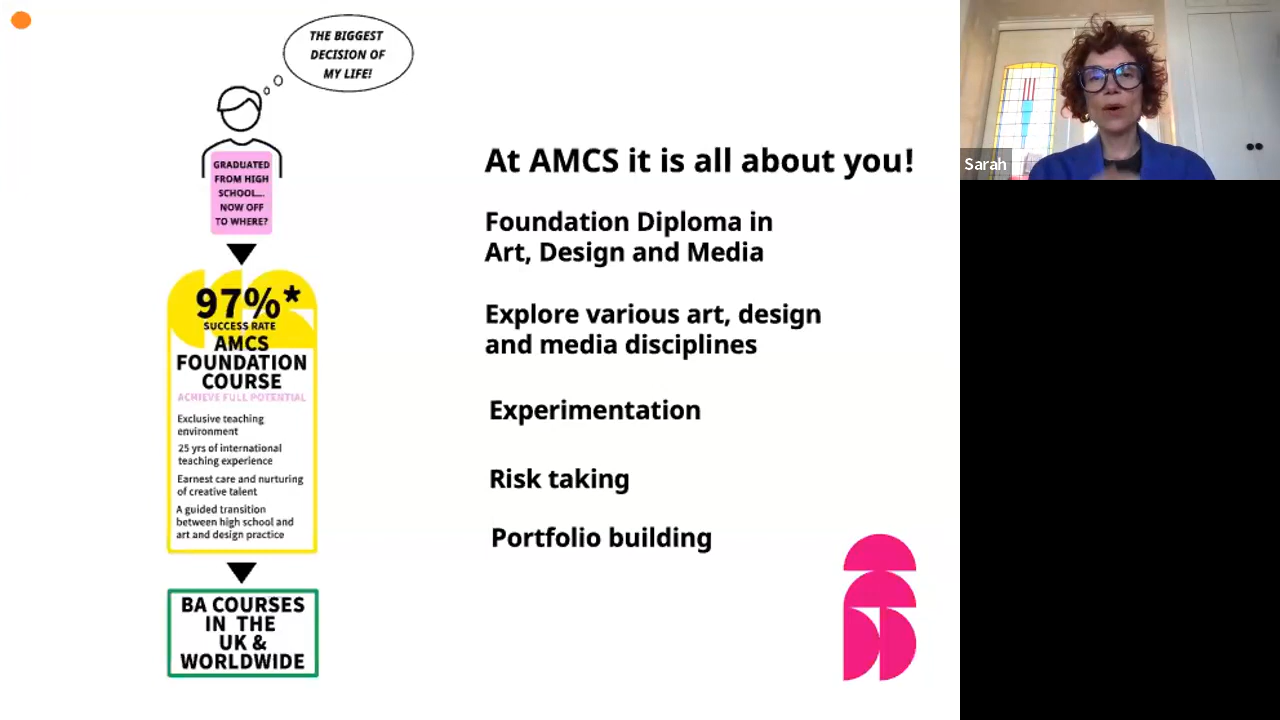 THE BIGGEST
DECISION OF
MY LIFE!
GRADUATED
FROM HIGH
SCHOOL...
NOW OFF
TO WHERE?
97%*
SUCCESS RATE
AMCS
FOUNDATION
COURSE
ACHIEVE FULL POTENTIAL
Exclusive teaching
environment
25 yrs of international
teaching experience
Earnest care and nurturing
of creative talent
A guided transition
between high school and
art and design practice
BA COURSES
IN THE
UK &
WORLDWIDE
At AMCS it is all about you!
Foundation Diploma in
Art, Design and Media
Explore various art, design
and media disciplines
Experimentation
Risk taking
Portfolio building
Sarah